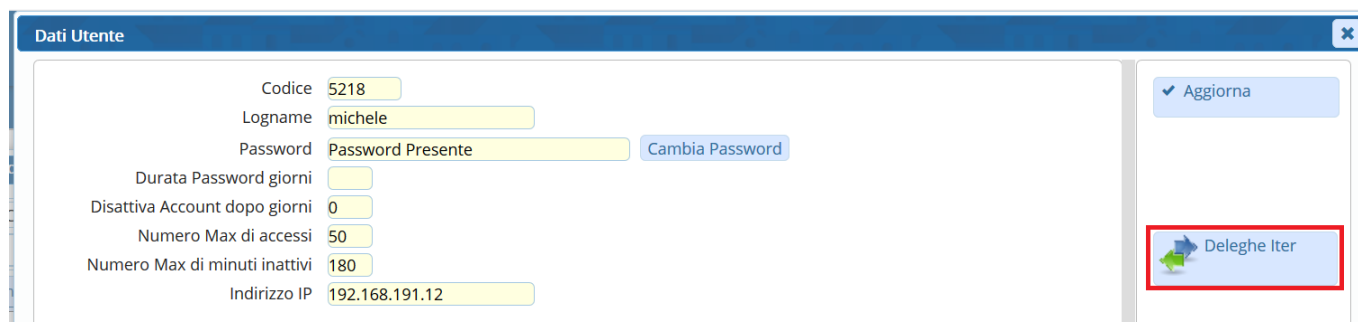 Dati Utente
Codice 5218
Logname michele
Password Password Presente Cambia Password
Durata Password giorni
Disattiva Account dopo giorni 0
Numero Max di accessi 50
Numero Max di minuti inattivi 180
Indirizzo IP 192.168.191.12
Aggiorna
Deleghe Iter